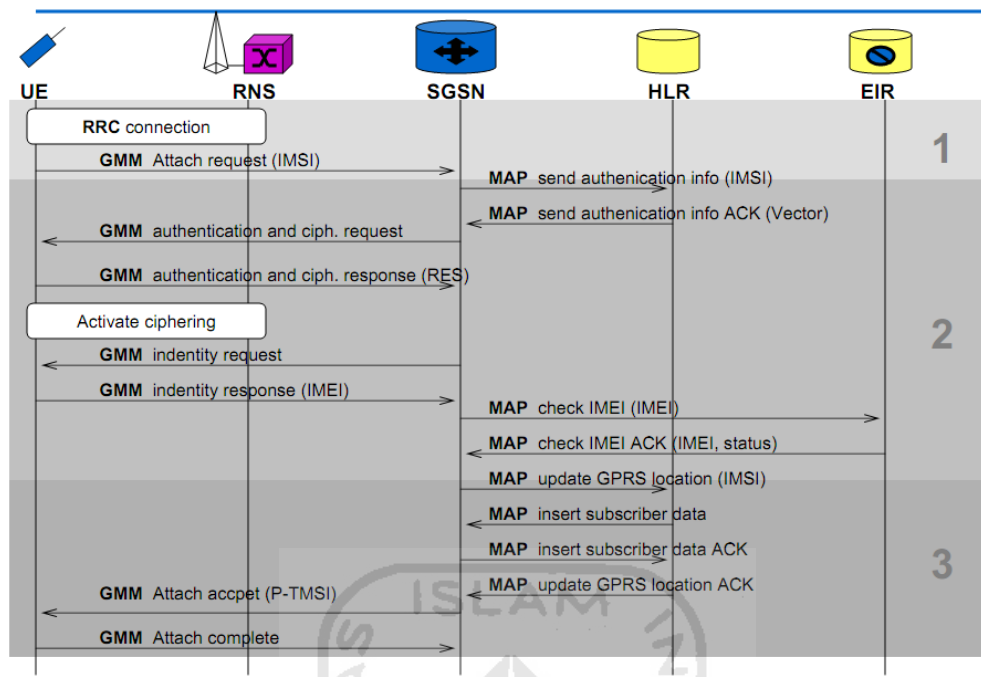 UE RNS SGSN HLR EIR
RRC connection
1
GMM Attach request (IMSI)
MAP send authenication info (IMSI)
MAP send authenication info ACK (Vector)
GMM authentication and ciph. request
GMM authentication and ciph. response (RES)
Activate ciphering
2
GMM indentity request
GMM indentity response (IMEI)
MAP check IMEI (IMEI)
MAP check IMEI ACK (IMEI, status)
MAP update GPRS location (IMSI)
MAP insert subscriber data
MAP insert subscriber data ACK
3
MAP update GPRS location ACK
GMM Attach accpet (P-TMSI)
ISLAM
GMM Attach complete